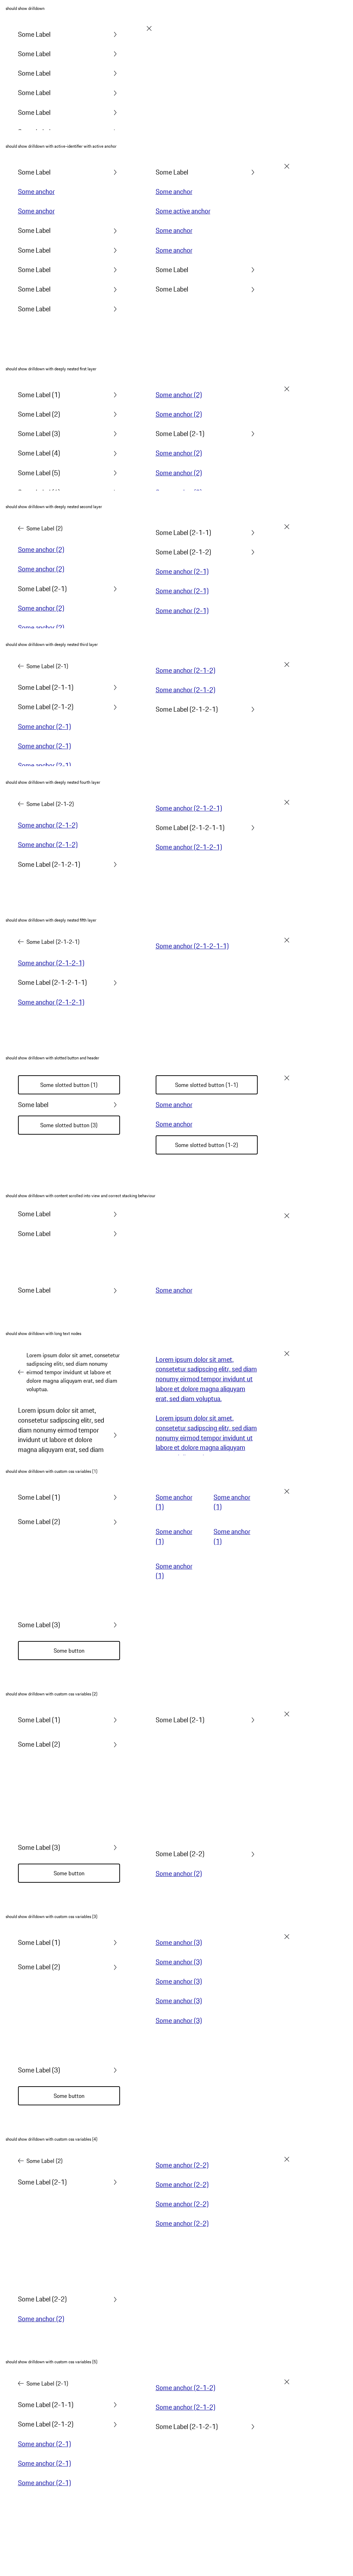 should show drilldown
Some Label
Some Label
Some Label
Some Label
Some Label
should show drilldown with active-identifier with active anchor
Some Label
Some anchor
Some anchor
Some Label
Some Label
Some Label
Some Label
Some Label
Some Label
Some anchor
Some active anchor
Some anchor
Some anchor
Some Label
Some Label
should show drilldown with deeply nested first layer
Some Label (1)
Some Label (2)
Some Label (3)
Some Label (4)
Some Label (5)
Some anchor (2)
Some anchor (2)
Some Label (2-1)
Some anchor (2)
Some anchor (2)
should show drilldown with deeply nested second layer
Some Label (2)
Some anchor (2)
Some anchor (2)
Some Label (2-1)
Some anchor (2)
Some anchor (2)
Some Label (2-1-1)
Some Label (2-1-2)
Some anchor (2-1)
Some anchor (2-1)
Some anchor (2-1)
should show drilldown with deeply nested third layer
Some Label (2-1)
Some Label (2-1-1)
Some Label (2-1-2)
Some anchor (2-1)
Some anchor (2-1)
Some anchor (2-1)
Some anchor (2-1-2)
Some anchor (2-1-2)
Some Label (2-1-2-1)
should show drilldown with deeply nested fourth layer
Some Label (2-1-2)
Some anchor (2-1-2)
Some anchor (2-1-2)
Some Label (2-1-2-1)
Some anchor (2-1-2-1)
Some Label (2-1-2-1-1)
Some anchor (2-1-2-1)
should show drilldown with deeply nested fifth layer
Some Label (2-1-2-1)
Some anchor (2-1-2-1)
Some Label (2-1-2-1-1)
Some anchor (2-1-2-1)
Some anchor (2-1-2-1-1)
should show drilldown with slotted button and header
Some slotted button (1)
Some label
Some slotted button (3)
Some slotted button (1-1)
Some anchor
Some anchor
Some slotted button (1-2)
should show drilldown with content scrolled into view and correct stacking behaviour
Some Label
Some Label
Some Label
Some anchor
should show drilldown with long text nodes
Lorem ipsum dolor sit amet, consetetur
sadipscing elitr, sed diam nonumy
eirmod tempor invidunt ut labore et
dolore magna aliquyam erat, sed diam
voluptua.
Lorem ipsum dolor sit amet,
consetetur sadipscing elitr, sed
diam nonumy eirmod tempor
invidunt ut labore et dolore
magna aliquyam erat, sed diam
Lorem ipsum dolor sit amet,
consetetur sadipscing elitr, sed diam
nonumy eirmod tempor invidunt ut
labore et dolore magna aliquyam
erat, sed diam voluptua.
Lorem ipsum dolor sit amet,
consetetur sadipscing elitr, sed diam
nonumy eirmod tempor invidunt ut
labore et dolore magna aliquyam
should show drilldown with custom css variables (1)
Some Label (1)
Some Label (2)
Some Label (3)
Some button
Some anchor
(1)
Some anchor
(1)
Some anchor
(1)
Some anchor
(1)
Some anchor
(1)
should show drilldown with custom css variables (2)
Some Label (1)
Some Label (2)
Some Label (3)
Some button
Some Label (2-1)
Some Label (2-2)
Some anchor (2)
should show drilldown with custom css variables (3)
Some Label (1)
Some Label (2)
Some Label (3)
Some button
Some anchor (3)
Some anchor (3)
Some anchor (3)
Some anchor (3)
Some anchor (3)
should show drilldown with custom css variables (4)
Some Label (2)
Some Label (2-1)
Some Label (2-2)
Some anchor (2)
Some anchor (2-2)
Some anchor (2-2)
Some anchor (2-2)
Some anchor (2-2)
should show drilldown with custom css variables (5)
Some Label (2-1)
Some Label (2-1-1)
Some Label (2-1-2)
Some anchor (2-1)
Some anchor (2-1)
Some anchor (2-1)
Some anchor (2-1-2)
Some anchor (2-1-2)
Some Label (2-1-2-1)